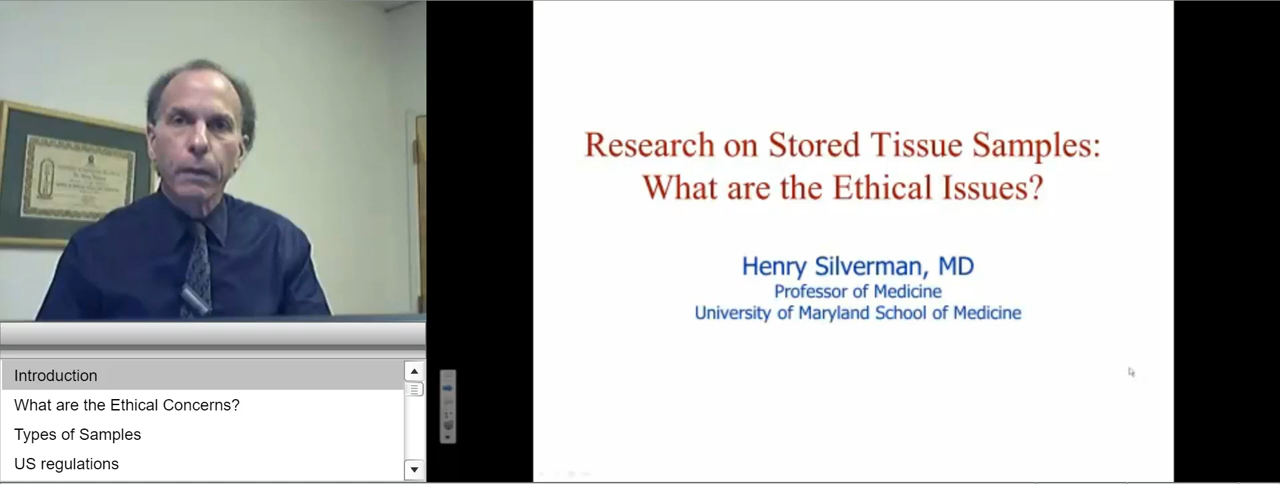 Research on Stored Tissue Samples:
What are the Ethical Issues?
Henry Silverman, MD
Professor of Medicine
University of Maryland School of Medicine
Introduction
What are the Ethical Concerns?
Types of Samples
US regulations